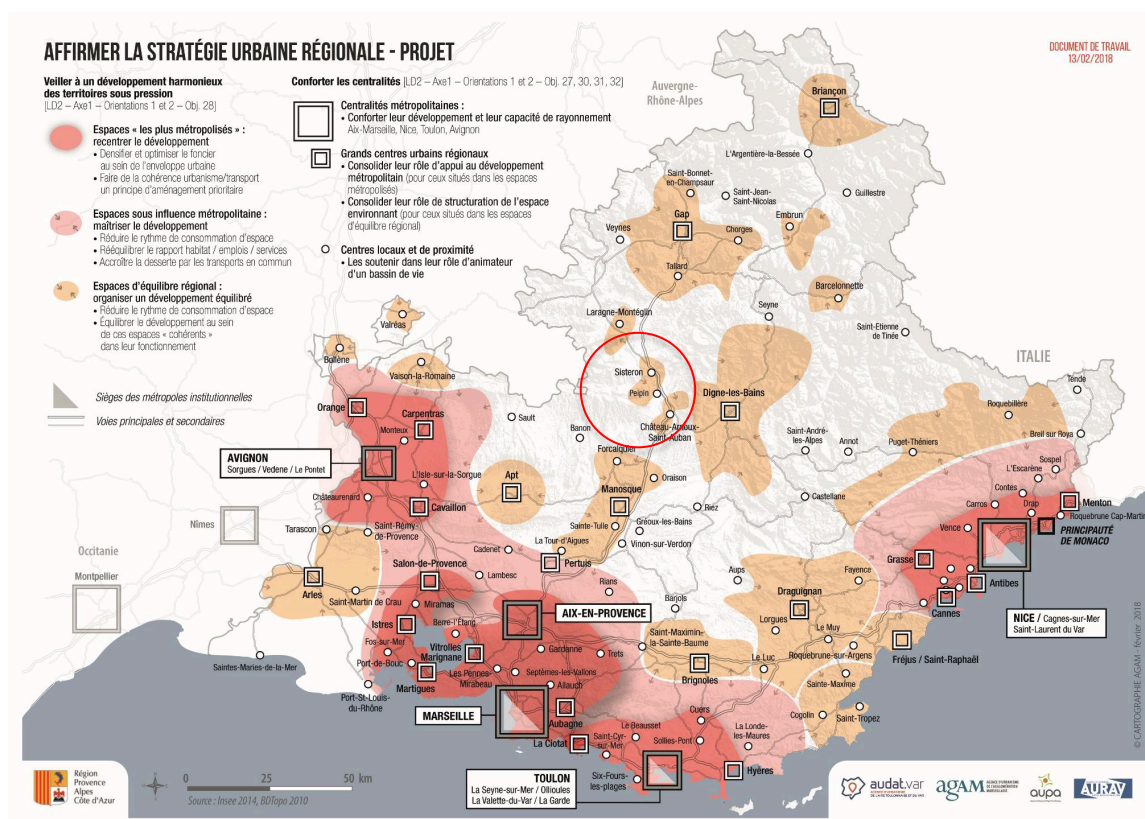 AFFIRMER LA STRATÉGIE URBAINE RÉGIONALE - PROJET
DOCUMENT DE TRAVAIL
13/02/2018
Veiller à un développement harmonieux
des territoires sous pression
[LD2 – Axe1 – Orientations 1 et 2 – Obj. 28]
Espaces « les plus métropolisés » :
recentrer le développement
• Densifier et optimiser le foncier
au sein de l'enveloppe urbaine
• Faire de la cohérence urbanisme/transport
un principe d'aménagement prioritaire
Espaces sous influence métropolitaine :
maîtriser le développement
• Réduire le rythme de consommation d'espace
• Rééquilibrer le rapport habitat / emplois / services
• Accroître la desserte par les transports en commun
Espaces d'équilibre régional :
organiser un développement équilibré
• Réduire le rythme de consommation d'espace
• Équilibrer le développement au sein
de ces espaces « cohérents »
dans leur fonctionnement
Sièges des métropoles institutionnelles
Voies principales et secondaires
Conforter les centralités [LD2 – Axe1 – Orientations 1 et 2 – Obj. 27, 30, 31, 32]
Centralités métropolitaines :
• Conforter leur développement et leur capacité de rayonnement
Aix-Marseille, Nice, Toulon, Avignon
Grands centres urbains régionaux
• Consolider leur rôle d'appui au développement
métropolitain (pour ceux situés dans les espaces
métropolisés)
• Consolider leur rôle de structuration de l'espace
environnant (pour ceux situés dans les espaces
d'équilibre régional)
Centres locaux et de proximité
• Les soutenir dans leur rôle d'animateur
d'un bassin de vie
Auvergne-
Rhône-Alpes
Briançon
L'Argentière-la-Bessée
Saint-Bonnet-
en-Champsaur
Saint-Jean-
Saint-Nicolas
Guillestre
Gap
Embrun
Veynes
Chorges
Tallard
Barcelonnette
Seyne
Laragne-Montéglin
Saint-Etienne
de Tinée
ITALIE
Valréas
Bollène
Vaison-la-Romaine
Sisteron
Peipin
Digne-les-Bains
Tende
Roquebillère
Orange
Carpentras
Monteux
Sault
Banon
Château-Arnoux-
Saint-Auban
Saint-André-
les-Alpes
Annot
Puget-Théniers
Breil sur Roya
AVIGNON
Sorgues / Vedene / Le Pontet
L'Isle-sur-la-Sorgue
Forcalquier
Oraison
Sospel
L'Escarène
Contes
Apt
Manosque
Châteaurenard
Cavaillon
Riez
Castellane
Carros
Drap
Menton
Roquebrune Cap-Martin
PRINCIPAUTÉ
DE MONACO
Vence
Nîmes
Tarascon
Saint-Rémy-
de-Provence
Sainte-Tulle
Gréoux-les-Bains
Vinon-sur-Verdon
La Tour-d'Aigues
Cadenet
Pertuis
Occitanie
Montpellier
Salon-de-Provence
Lambesc
Rians
Aups
Fayence
Grasse
Antibes
Cannes
Arles
Saint-Martin de Crau
Miramas
AIX-EN-PROVENCE
Barjols
Draguignan
Lorgues
NICE / Cagnes-sur-Mer
Saint-Laurent du Var
Istres
Berre-l'Étang
Fos-sur-Mer
Vitrolles
Marignane
Gardanne
Trets
Saint-Maximin-
la-Sainte-Baume
Le Muy
Roquebrune-sur-Argens
Fréjus / Saint-Raphaël
Saintes-Maries-de-la-Mer
Port-de-Bouc
Martigues
Les Pennes-
Mirabeau
Septèmes-les-Vallons
Allauch
Brignoles
Le Luc
Sainte-Maxime
Port-St-Louis-
du-Rhône
MARSEILLE
Aubagne
Cuers
Cogolin
Saint-Tropez
La Ciotat
Saint-Cyr-
sur-Mer
Le Beausset
Sollies-Pont
La Londe-
les-Maures
Hyères
Six-Fours-
les-plages
TOULON
La Seyne-sur-Mer / Ollioules
La Valette-du-Var / La Garde
Région
Provence
Alpes
Côte d'Azur
0 25 50 km
Source : Insee 2014, BDTopo 2010
audat.var
agam
aupa
AURAV
© CARTOGRAPHIE AGAM - février 2018